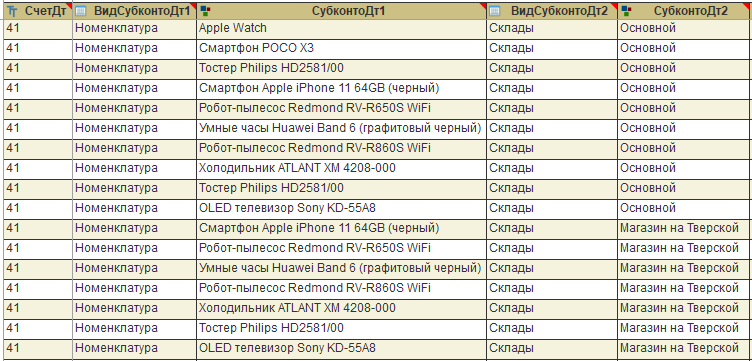 СчетДт ВидСубконтоДт1 СубконтоДт1 ВидСубконтоДт2 СубконтоДт2
41 Номенклатура Apple Watch Склады Основной
41 Номенклатура Смартфон POCO X3 Склады Основной
41 Номенклатура Тостер Philips HD2581/00 Склады Основной
41 Номенклатура Смартфон Apple iPhone 11 64GB (черный) Склады Основной
41 Номенклатура Робот-пылесос Redmond RV-R650S WiFi Склады Основной
41 Номенклатура Умные часы Huawei Band 6 (графитовый черный) Склады Основной
41 Номенклатура Робот-пылесос Redmond RV-R860S WiFi Склады Основной
41 Номенклатура Холодильник ATLANT ХМ 4208-000 Склады Основной
41 Номенклатура Тостер Philips HD2581/00 Склады Основной
41 Номенклатура OLED телевизор Sony KD-55A8 Склады Основной
41 Номенклатура Смартфон Apple iPhone 11 64GB (черный) Склады Магазин на Тверской
41 Номенклатура Робот-пылесос Redmond RV-R650S WiFi Склады Магазин на Тверской
41 Номенклатура Умные часы Huawei Band 6 (графитовый черный) Склады Магазин на Тверской
41 Номенклатура Робот-пылесос Redmond RV-R860S WiFi Склады Магазин на Тверской
41 Номенклатура Холодильник ATLANT ХМ 4208-000 Склады Магазин на Тверской
41 Номенклатура Тостер Philips HD2581/00 Склады Магазин на Тверской
41 Номенклатура OLED телевизор Sony KD-55A8 Склады Магазин на Тверской